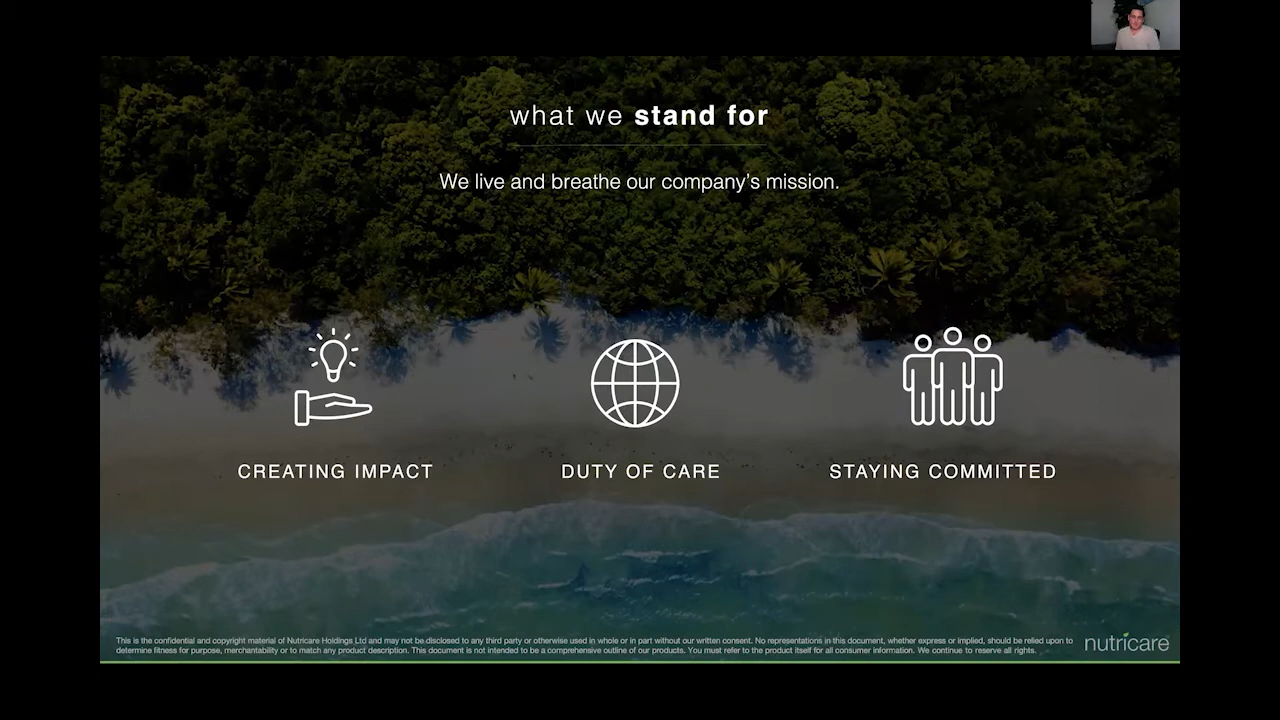 what we stand for
We live and breathe our company's mission.
CREATING IMPACT
DUTY OF CARE
STAYING COMMITTED
This is the confidential and copyright material of Nutricare Holdings Ltd and may not be disclosed to any third party or otherwise used in whole or in part without our written consent. No representations in this document, whether express or implied, should be relied upon to
determine fitness for purpose, merchantability or to match any product description. This document is not intended to be a comprehensive outline of our products. You must refer to the product itself for all consumer information. We continue to reserve all rights.
nutricare